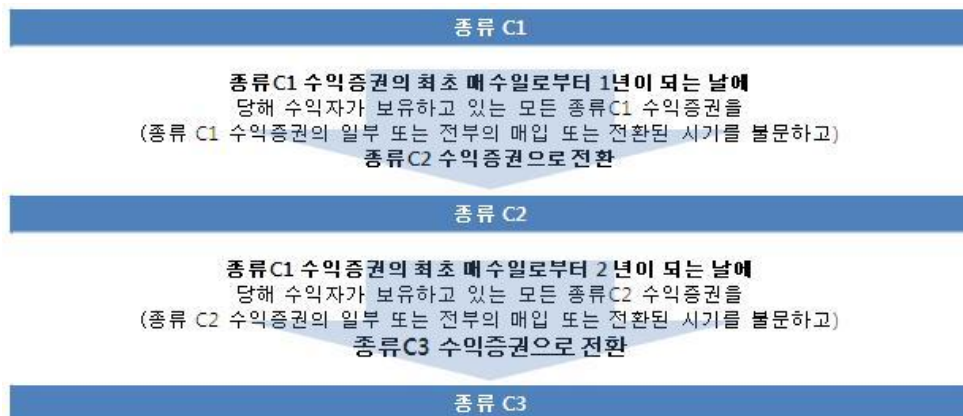 종류 C1
종류C1 수익증권의 최초 매수일로부터 1년이 되는 날에
당해 수익자가 보유하고 있는 모든 종류C1 수익증권을
(종류 C1 수익증권의 일부 또는 전부의 매입 또는 전환된 시기를 불문하고)
종류C2 수익증권으로 전환
종류 C2
종류C1 수익증권의 최초 매수일로부터 2 년이 되는 날에
당해 수익자가 보유하고 있는 모든 종류C2 수익증권을
(종류 C2 수익증권의 일부 또는 전부의 매입 또는 전환된 시기를 불문하고)
종류C3 수익증권으로 전환
종류 C3